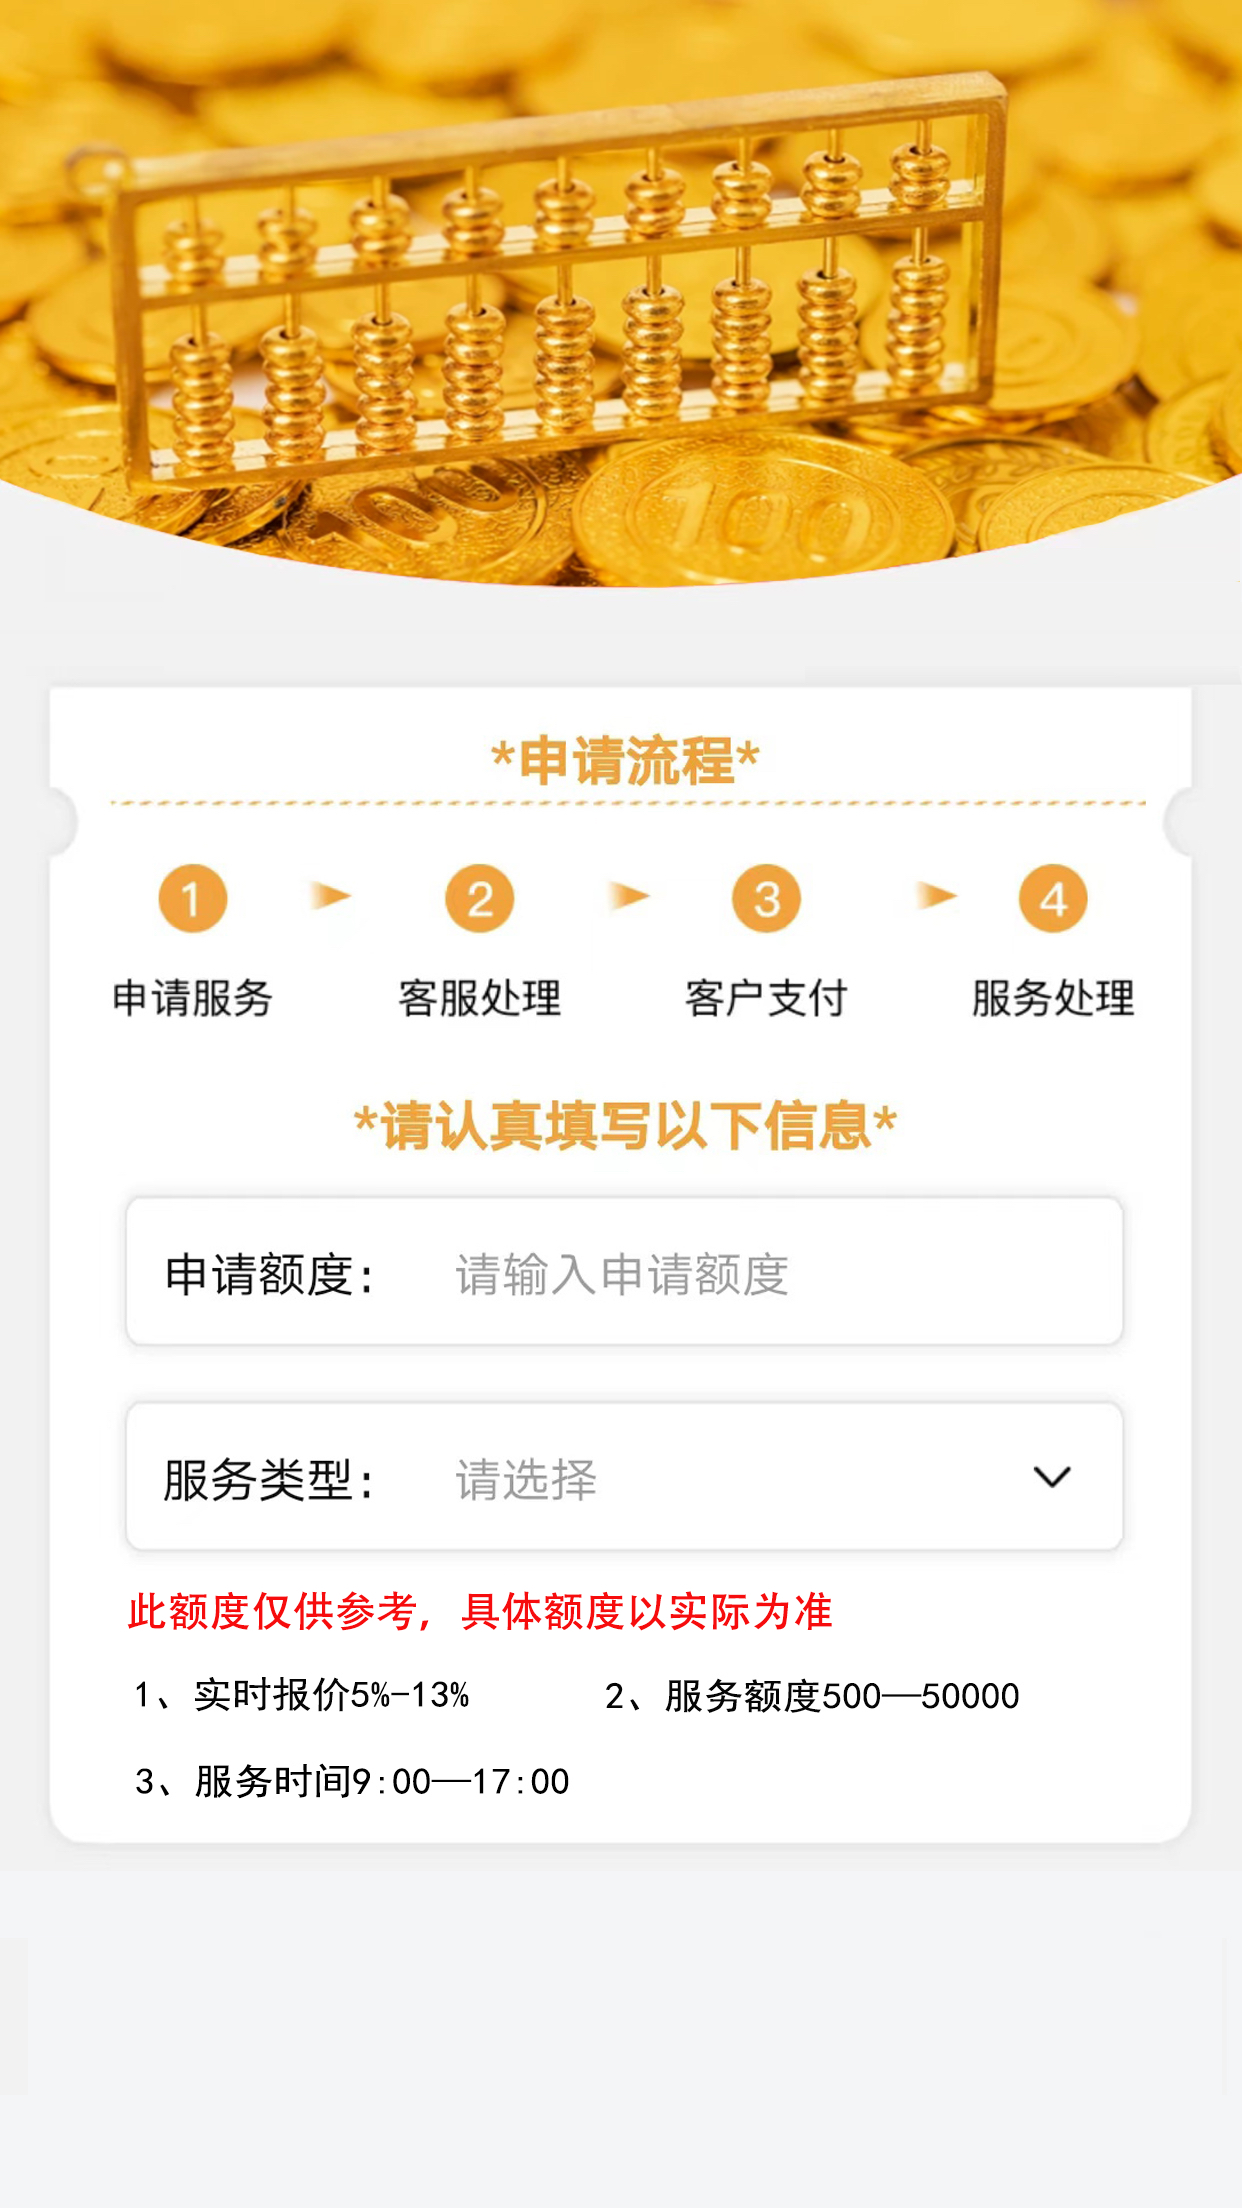 100
100
*申请流程*
1 2 3 4
申请服务 客服处理 客户支付 服务处理
*请认真填写以下信息*
申请额度： 请输入申请额度
服务类型： 请选择
此额度仅供参考，具体额度以实际为准
1、实时报价5%-13% 2、服务额度500—50000
3、服务时间9:00—17:00